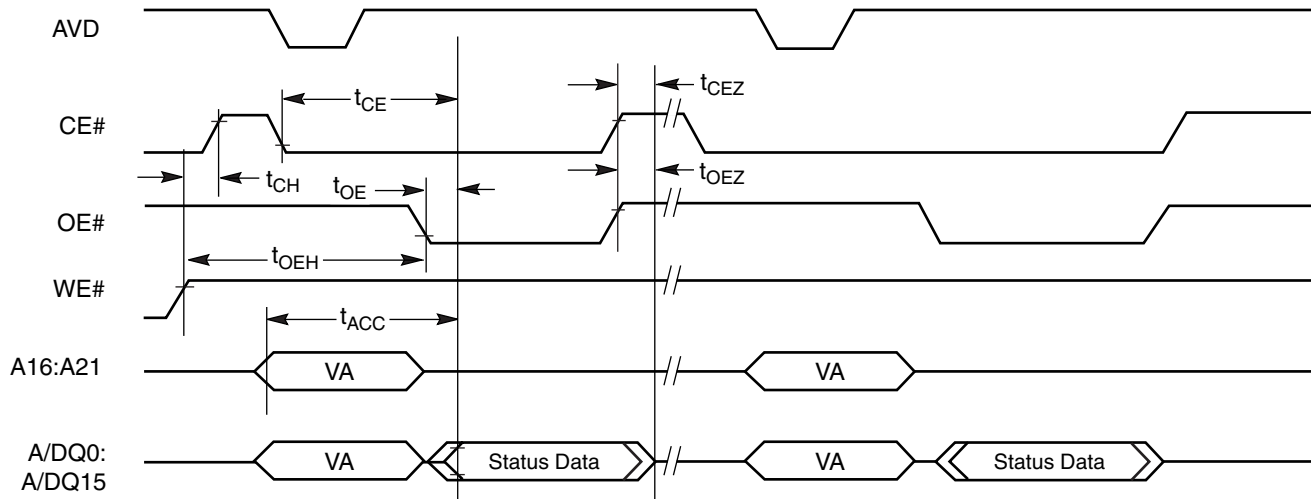 AVD
tCEZ
tCE
CE#
tCH
tOE
tOEZ
OE#
tOEH
WE#
tACC
A16:A21
VA
VA
A/DQ0:
A/DQ15
VA
Status Data
VA
Status Data